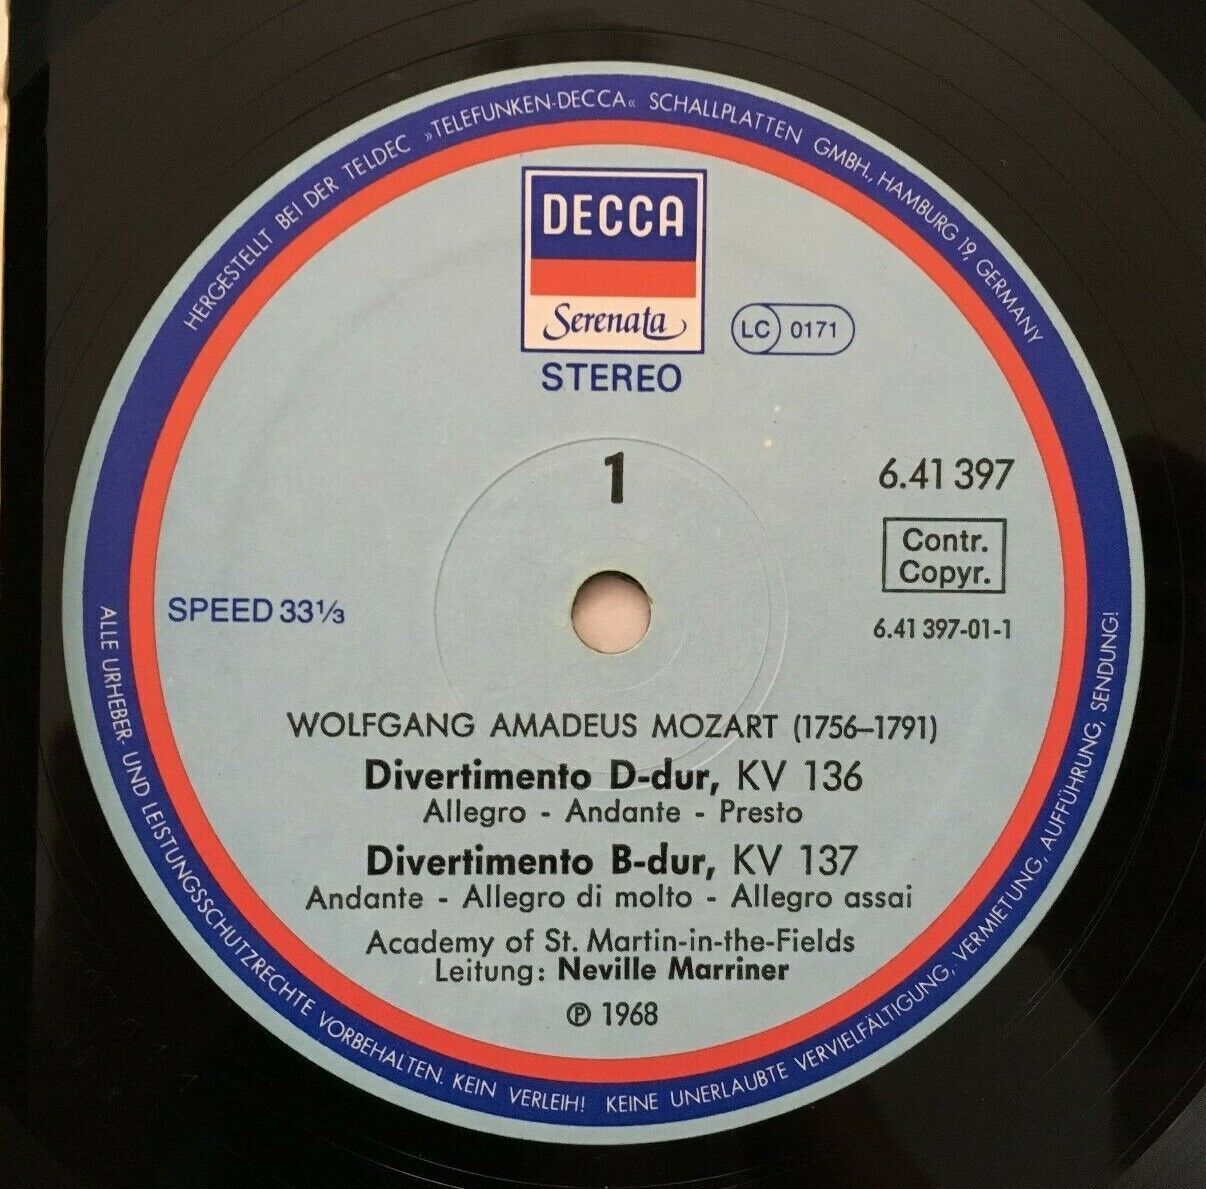 HERGESTELLT BEI DER TELDEC »TELEFUNKEN-DECCA« SCHALLPLATTEN GMBH., HAMBURG 19, GERMANY
DECCA
Serenata
STEREO
LC 0171
1
6.41 397
Contr.
Copyr.
SPEED 33⅓
6.41 397-01-1
WOLFGANG AMADEUS MOZART (1756–1791)
Divertimento D-dur, KV 136
Allegro - Andante - Presto
Divertimento B-dur, KV 137
Andante - Allegro di molto - Allegro assai
Academy of St. Martin-in-the-Fields
Leitung: Neville Marriner
℗ 1968
ALLE URHEBER- UND LEISTUNGSSCHUTZRECHTE VORBEHALTEN. KEIN VERLEIH! KEINE UNERLAUBTE VERVIELFÄLTIGUNG, VERMIETUNG, AUFFÜHRUNG, SENDUNG!